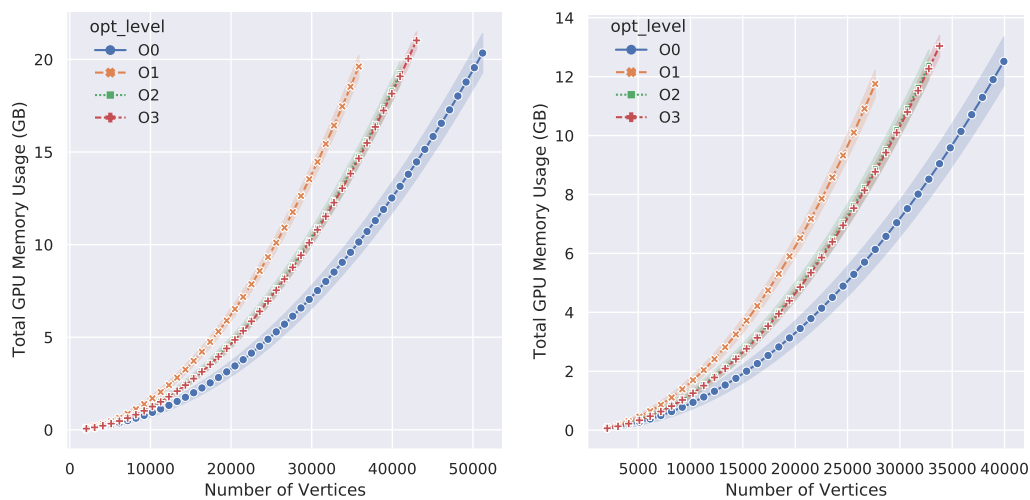 opt_level
O0
O1
O2
O3
Total GPU Memory Usage (GB)
20
15
10
5
0
0 10000 20000 30000 40000 50000
Number of Vertices
opt_level
O0
O1
O2
O3
Total GPU Memory Usage (GB)
14
12
10
8
6
4
2
0
5000 10000 15000 20000 25000 30000 35000 40000
Number of Vertices